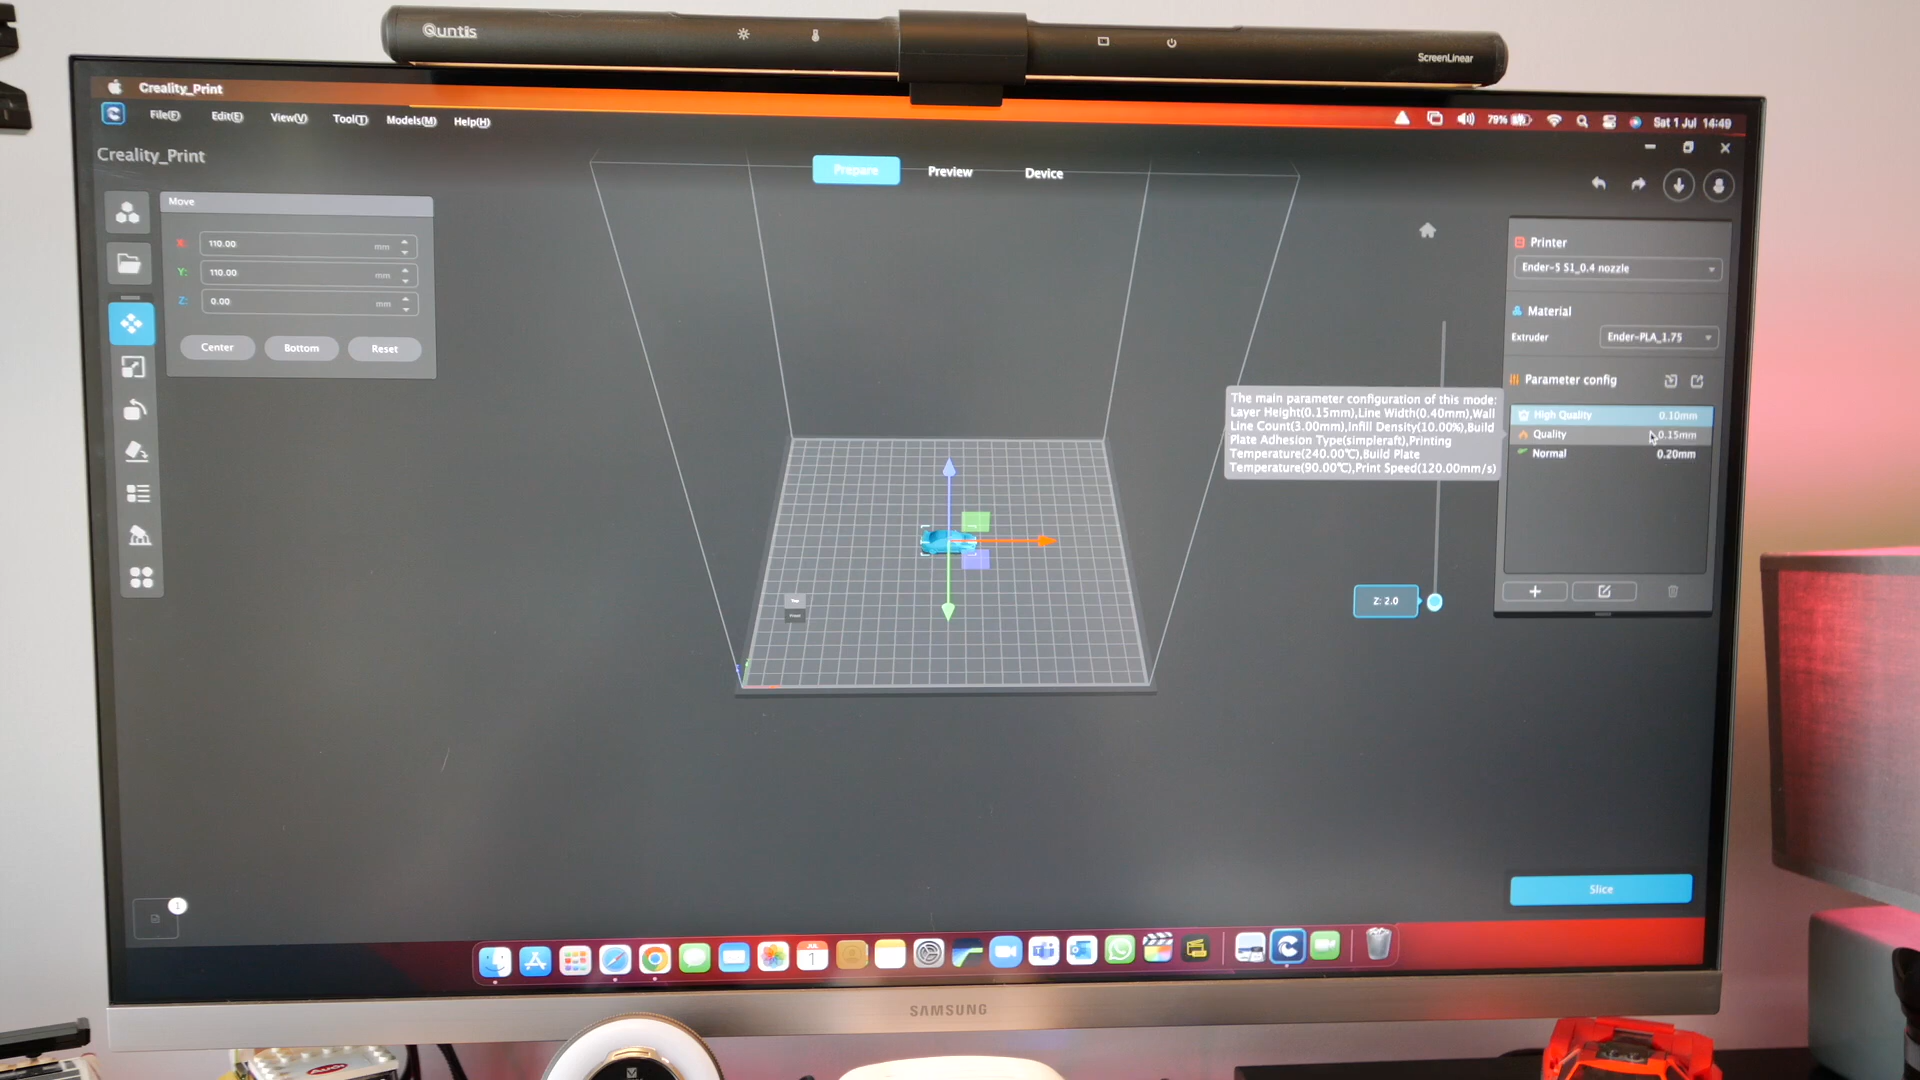 Quntis
ScreenLinear
Creality_Print
File(F)
Edit(E)
View(V)
Tool(T)
Models(M)
Help(H)
79%
Sat 1 Jul 14:49
Creality_Print
Prepare
Preview
Device
Move
X: 110.00 mm
Y: 110.00 mm
Z: 0.00 mm
Center
Bottom
Reset
Printer
Ender-5 S1_0.4 nozzle
Material
Extruder
Ender-PLA_1.75
Parameter config
High Quality 0.10mm
Quality 0.15mm
Normal 0.20mm
The main parameter configuration of this mode:
Layer Height(0.15mm),Line Width(0.40mm),Wall
Line Count(3.00mm),Infill Density(10.00%),Build
Plate Adhesion Type(simpleraft),Printing
Temperature(240.00℃),Build Plate
Temperature(90.00℃),Print Speed(120.00mm/s)
Z: 2.0
Top
Slice
1
JUL
1
SAMSUNG
Audi